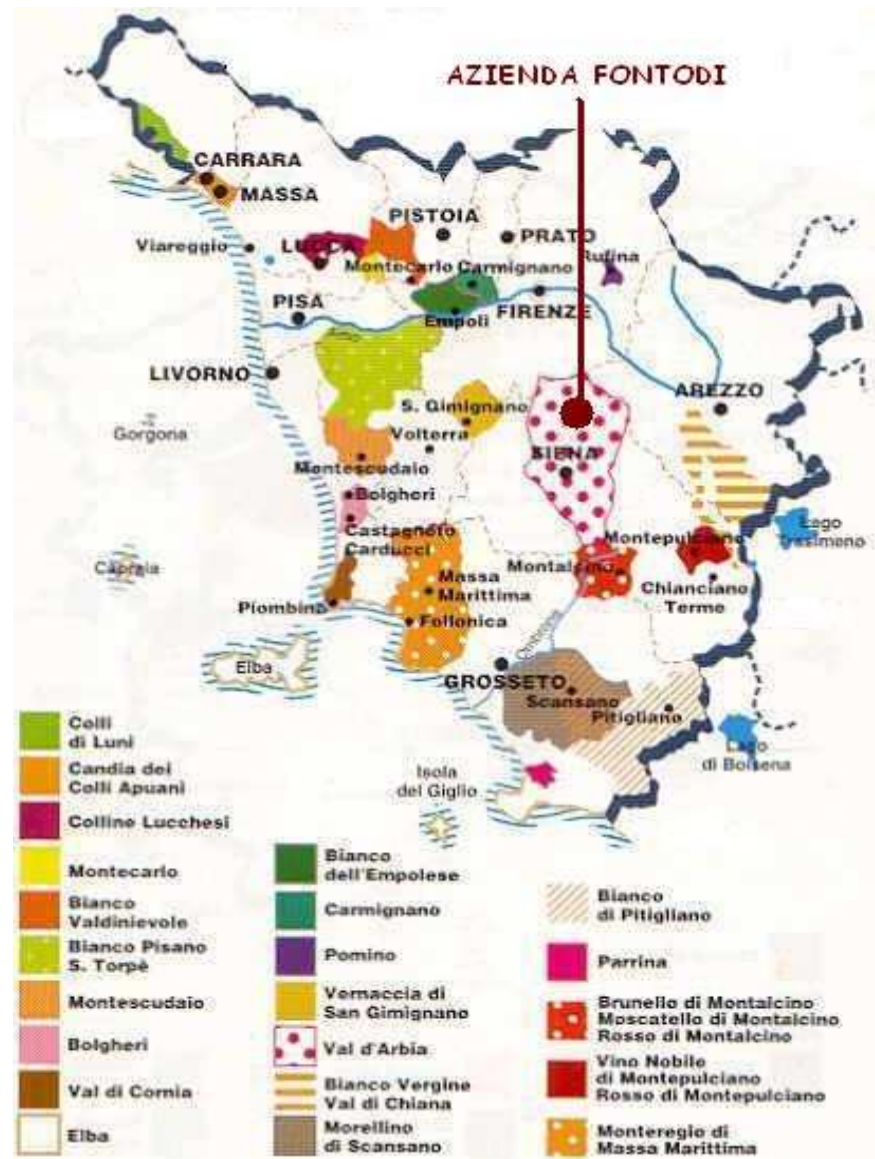 AZIENDA FONTODI
CARRARA
MASSA
PISTOIA
PRATO
Viareggio
LUCCA
Rufina
Montecarlo
Carmignano
PISA
Empoli
FIRENZE
LIVORNO
AREZZO
S. Gimignano
Gorgona
Volterra
SIENA
Montescudaio
Bolgheri
Castagneto
Carducci
Montepulciano
Lago
Trasimeno
Capraia
Montalcino
Massa
Marittima
Chianciano
Terme
Piombino
Follonica
Ombrone
Elba
GROSSETO
Scansano
Pitigliano
Lago
di Bolsena
Isola
del Giglio
Colli
di Luni
Candia dei
Colli Apuani
Colline Lucchesi
Montecarlo
Bianco
Valdinievole
Bianco Pisano
S. Torpè
Montescudaio
Bolgheri
Val di Cornia
Elba
Bianco
dell'Empolese
Carmignano
Pomino
Vernaccia di
San Gimignano
Val d'Arbia
Bianco Vergine
Val di Chiana
Morellino
di Scansano
Bianco
di Pitigliano
Parrina
Brunello di Montalcino
Moscatello di Montalcino
Rosso di Montalcino
Vino Nobile
di Montepulciano
Rosso di Montepulciano
Monteregio di
Massa Marittima